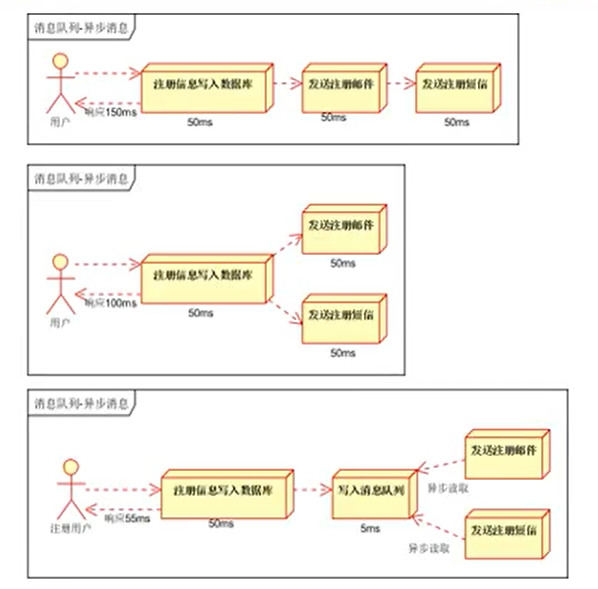 消息队列-异步消息
注册信息写入数据库
发送注册邮件
发送注册短信
响应150ms
用户
50ms
50ms
50ms
消息队列-异步消息
发送注册邮件
50ms
注册信息写入数据库
响应100ms
用户
50ms
发送注册短信
50ms
消息队列-异步消息
发送注册邮件
注册信息写入数据库
写入消息队列
异步读取
响应55ms
注册用户
50ms
5ms
发送注册短信
异步读取